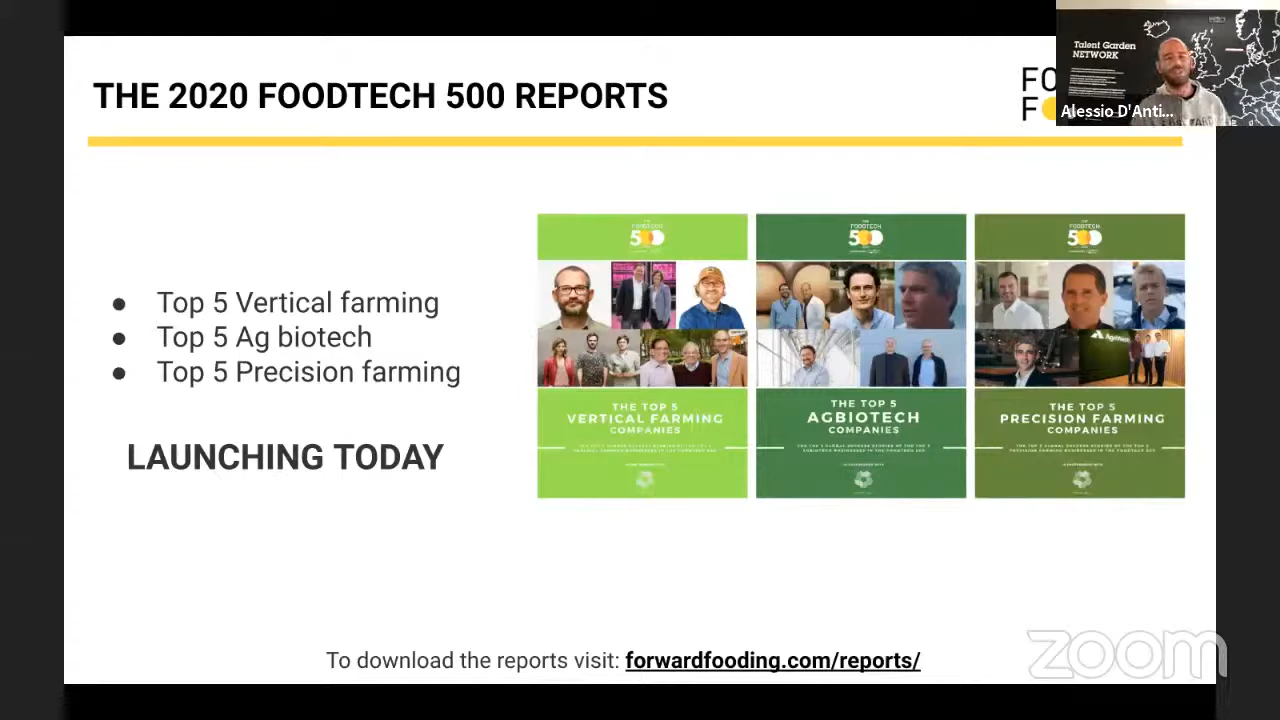 THE 2020 FOODTECH 500 REPORTS
FO
F
Talent Garden
NETWORK
Alessio D'Anti...
Top 5 Vertical farming
Top 5 Ag biotech
Top 5 Precision farming
LAUNCHING TODAY
FOODTECH
500
THE TOP 5
VERTICAL FARMING
COMPANIES
FOODTECH
500
THE TOP 5
AGBIOTECH
COMPANIES
FOODTECH
500
THE TOP 5
PRECISION FARMING
COMPANIES
To download the reports visit: forwardfooding.com/reports/
zoom